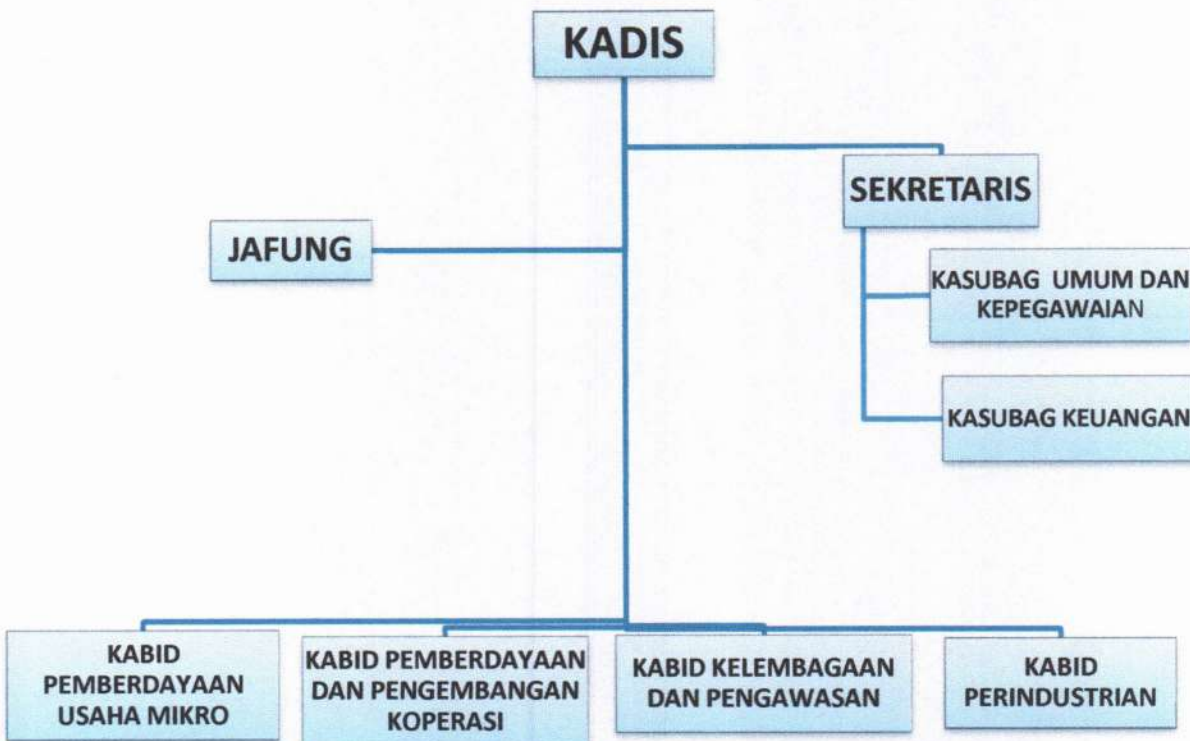 KADIS
SEKRETARIS
JAFUNG
KASUBAG UMUM DAN
KEPEGAWAIAN
KASUBAG KEUANGAN
KABID
PEMBERDAYAAN
USAHA MIKRO
KABID PEMBERDAYAAN
DAN PENGEMBANGAN
KOPERASI
KABID KELEMBAGAAN
DAN PENGAWASAN
KABID
PERINDUSTRIAN